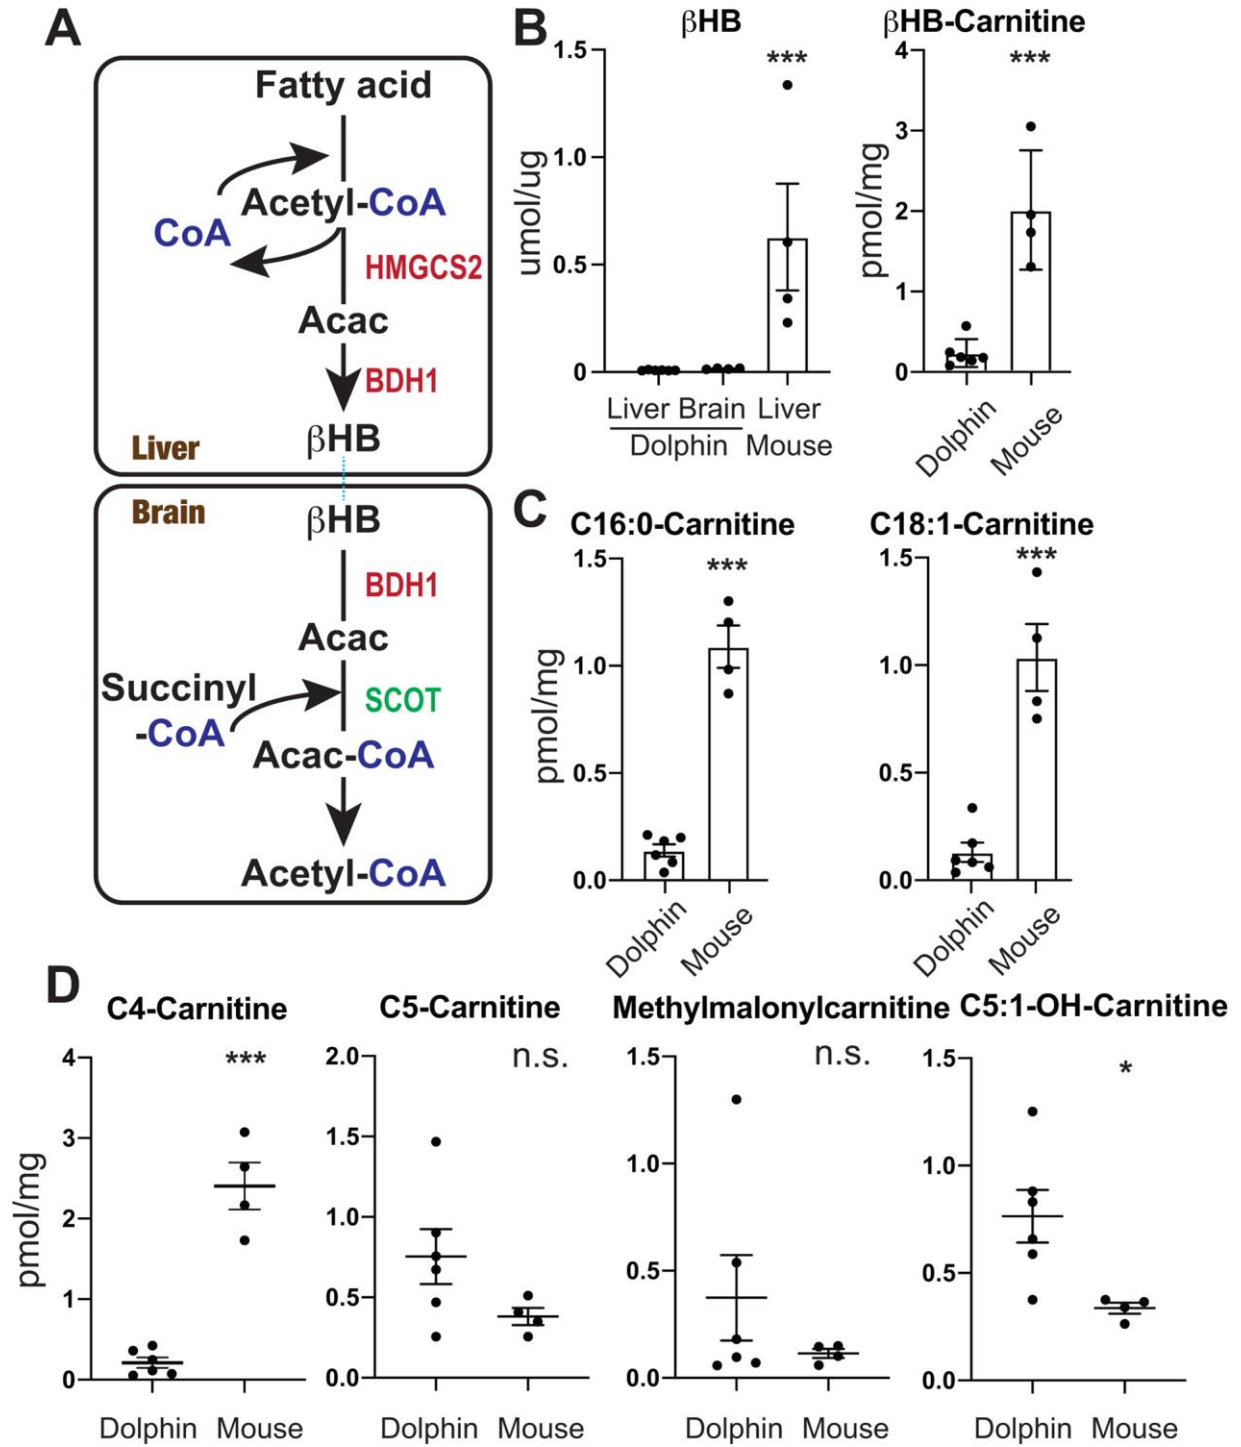 A
Fatty acid
Acetyl-CoA
CoA
HMGCS2
Acac
BDH1
βHB
Liver
Brain
βHB
BDH1
Acac
Succinyl
-CoA
SCOT
Acac-CoA
Acetyl-CoA
B
βHB
***
1.5
1.0
0.5
0
umol/ug
Liver Brain Liver
Dolphin Mouse
βHB-Carnitine
***
4
3
2
1
0
pmol/mg
Dolphin
Mouse
C
C16:0-Carnitine
***
1.5
1.0
0.5
0.0
pmol/mg
Dolphin
Mouse
C18:1-Carnitine
***
1.5
1.0
0.5
0.0
Dolphin
Mouse
D
C4-Carnitine
***
4
3
2
1
0
pmol/mg
Dolphin Mouse
C5-Carnitine
n.s.
2.0
1.5
1.0
0.5
0.0
Dolphin Mouse
Methylmalonylcarnitine
n.s.
1.5
1.0
0.5
0.0
Dolphin Mouse
C5:1-OH-Carnitine
*
1.5
1.0
0.5
0.0
Dolphin Mouse